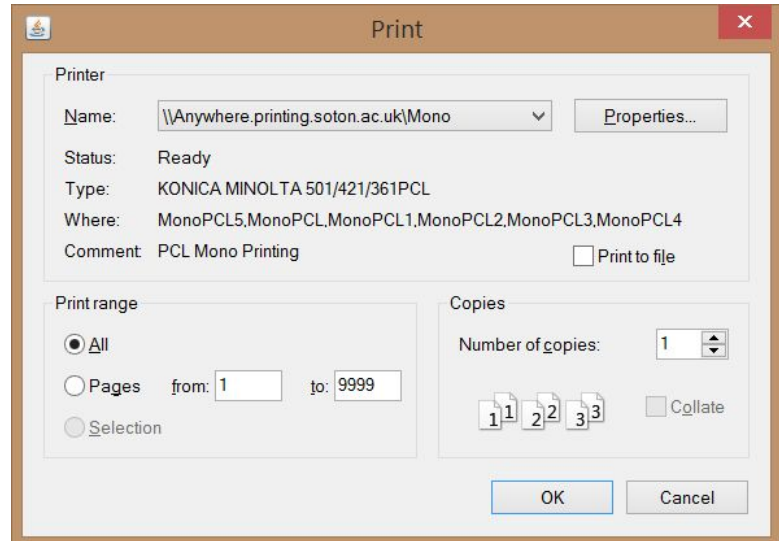 Print
Printer
Name: \\Anywhere.printing.soton.ac.uk\Mono Properties...
Status: Ready
Type: KONICA MINOLTA 501/421/361PCL
Where: MonoPCL5,MonoPCL,MonoPCL1,MonoPCL2,MonoPCL3,MonoPCL4
Comment: PCL Mono Printing Print to file
Print range
All
Pages from: 1 to: 9999
Selection
Copies
Number of copies: 1
1 1 2 2 3 3 Collate
OK Cancel